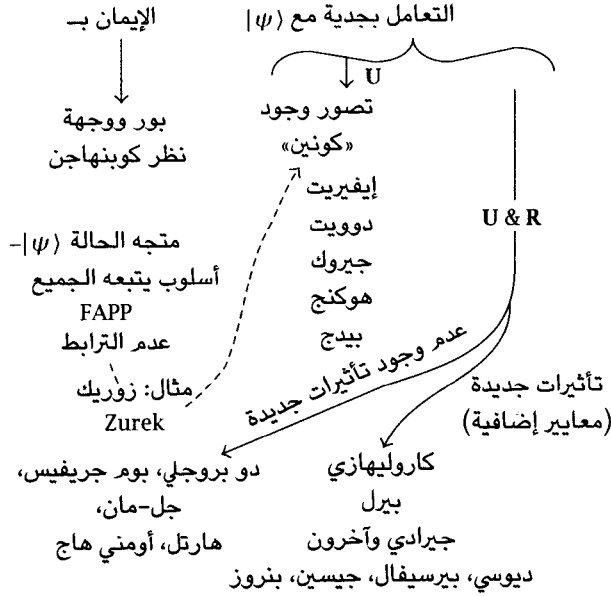 الإيمان بـ
بور ووجهة
نظر كوبنهاجن
متجه الحالة ⟨ψ|–
أسلوب يتبعه الجميع
FAPP
عدم الترابط
مثال: زوريك
Zurek
التعامل بجدية مع |ψ⟩
U
تصور وجود
«كونين»
إيفيريت
دوويت
جيروك
هوكنج
بيدج
U & R
عدم وجود تأثيرات جديدة
دو بروجلي، بوم جريفيس،
جل–مان،
هارتل، أومني هاج
تأثيرات جديدة
(معايير إضافية)
كاروليهازي
بيرل
جيرادي وآخرون
ديوسي، بيرسيفال، جيسين، بنروز